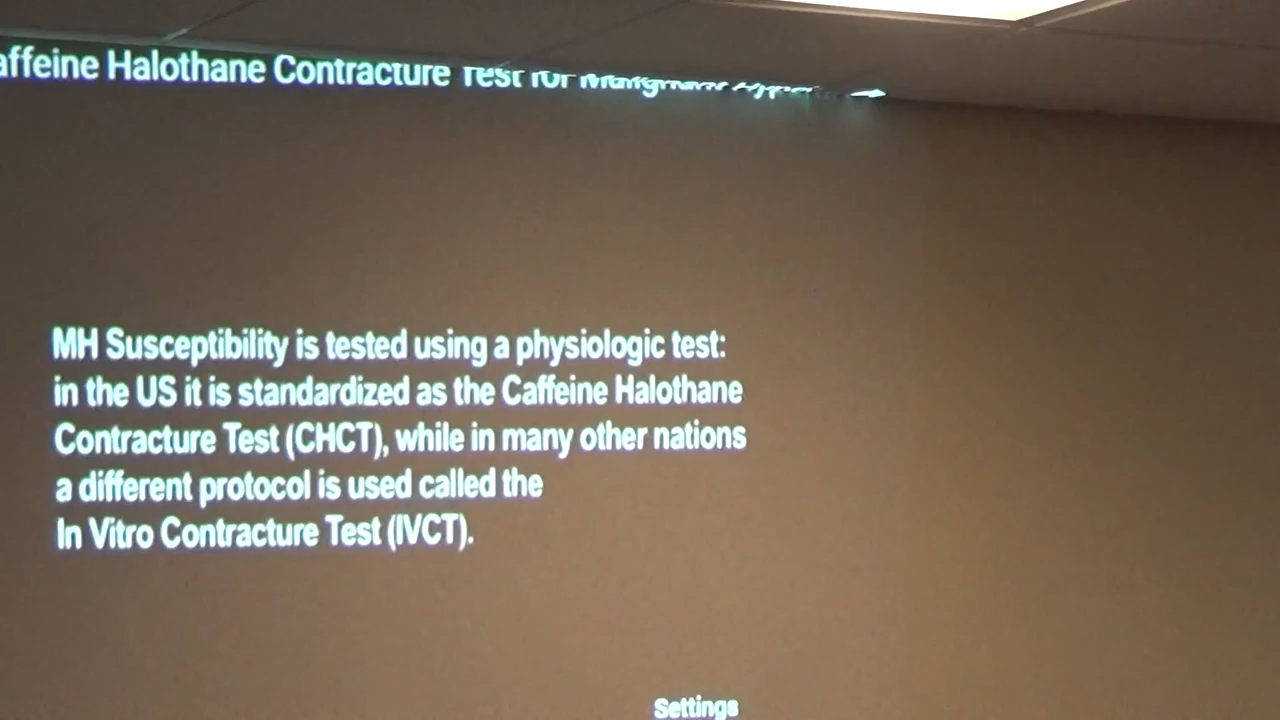 affeine Halothane Contracture Test for Malignant
MH Susceptibility is tested using a physiologic test:
in the US it is standardized as the Caffeine Halothane
Contracture Test (CHCT), while in many other nations
a different protocol is used called the
In Vitro Contracture Test (IVCT).
Settings